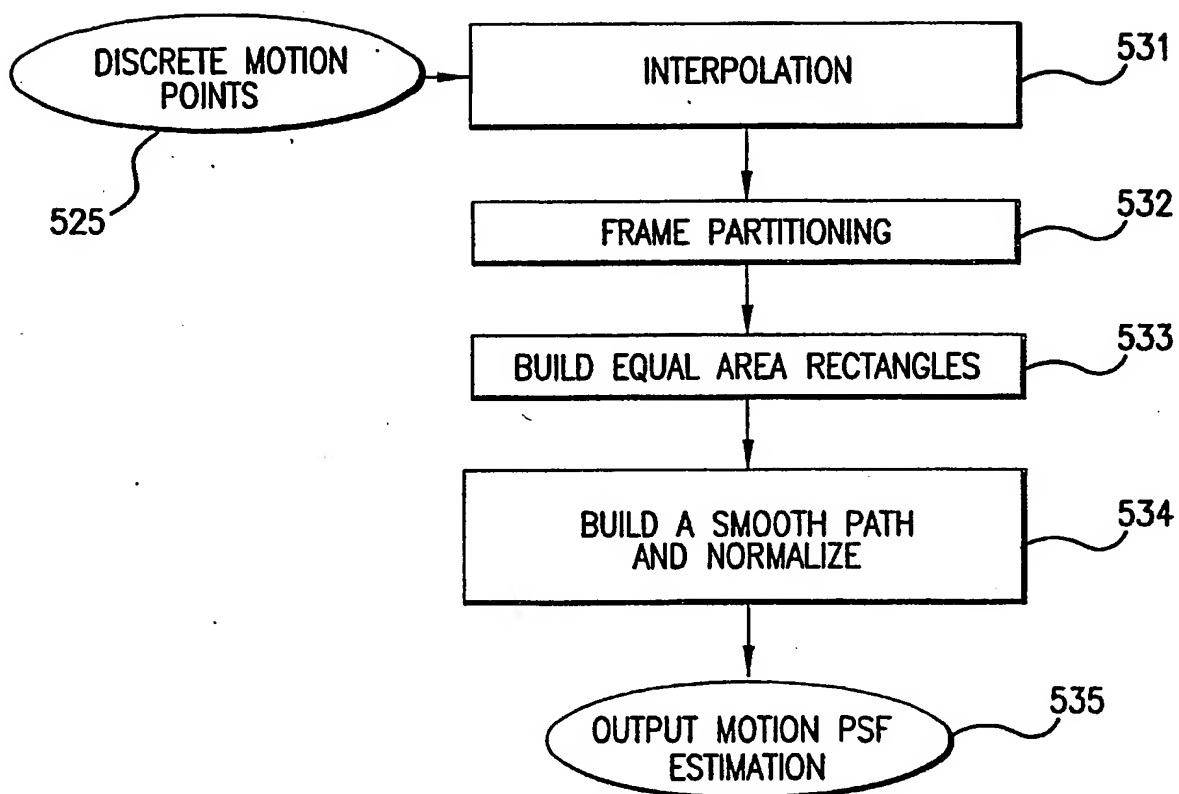 DISCRETE MOTION
POINTS
525
INTERPOLATION
531
FRAME PARTITIONING
532
BUILD EQUAL AREA RECTANGLES
533
BUILD A SMOOTH PATH
AND NORMALIZE
534
OUTPUT MOTION PSF
ESTIMATION
535